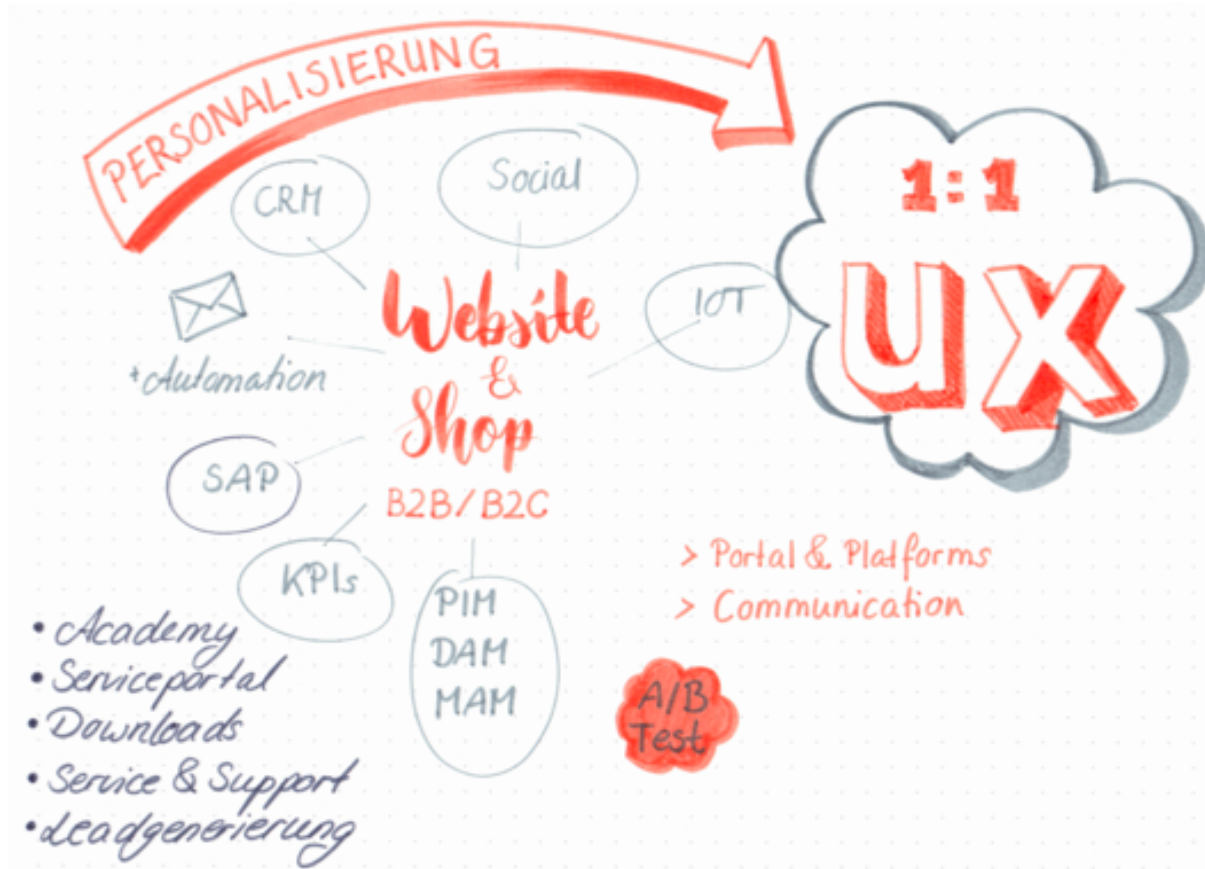 PERSONALISIERUNG
1:1
UX
CRM
Social
IOT
Website
&
Shop
B2B/B2C
+Automation
SAP
KPIs
PIM
DAM
MAM
> Portal & Platforms
> Communication
A/B
Test
• Academy
• Serviceportal
• Downloads
• Service & Support
• Leadgenerierung